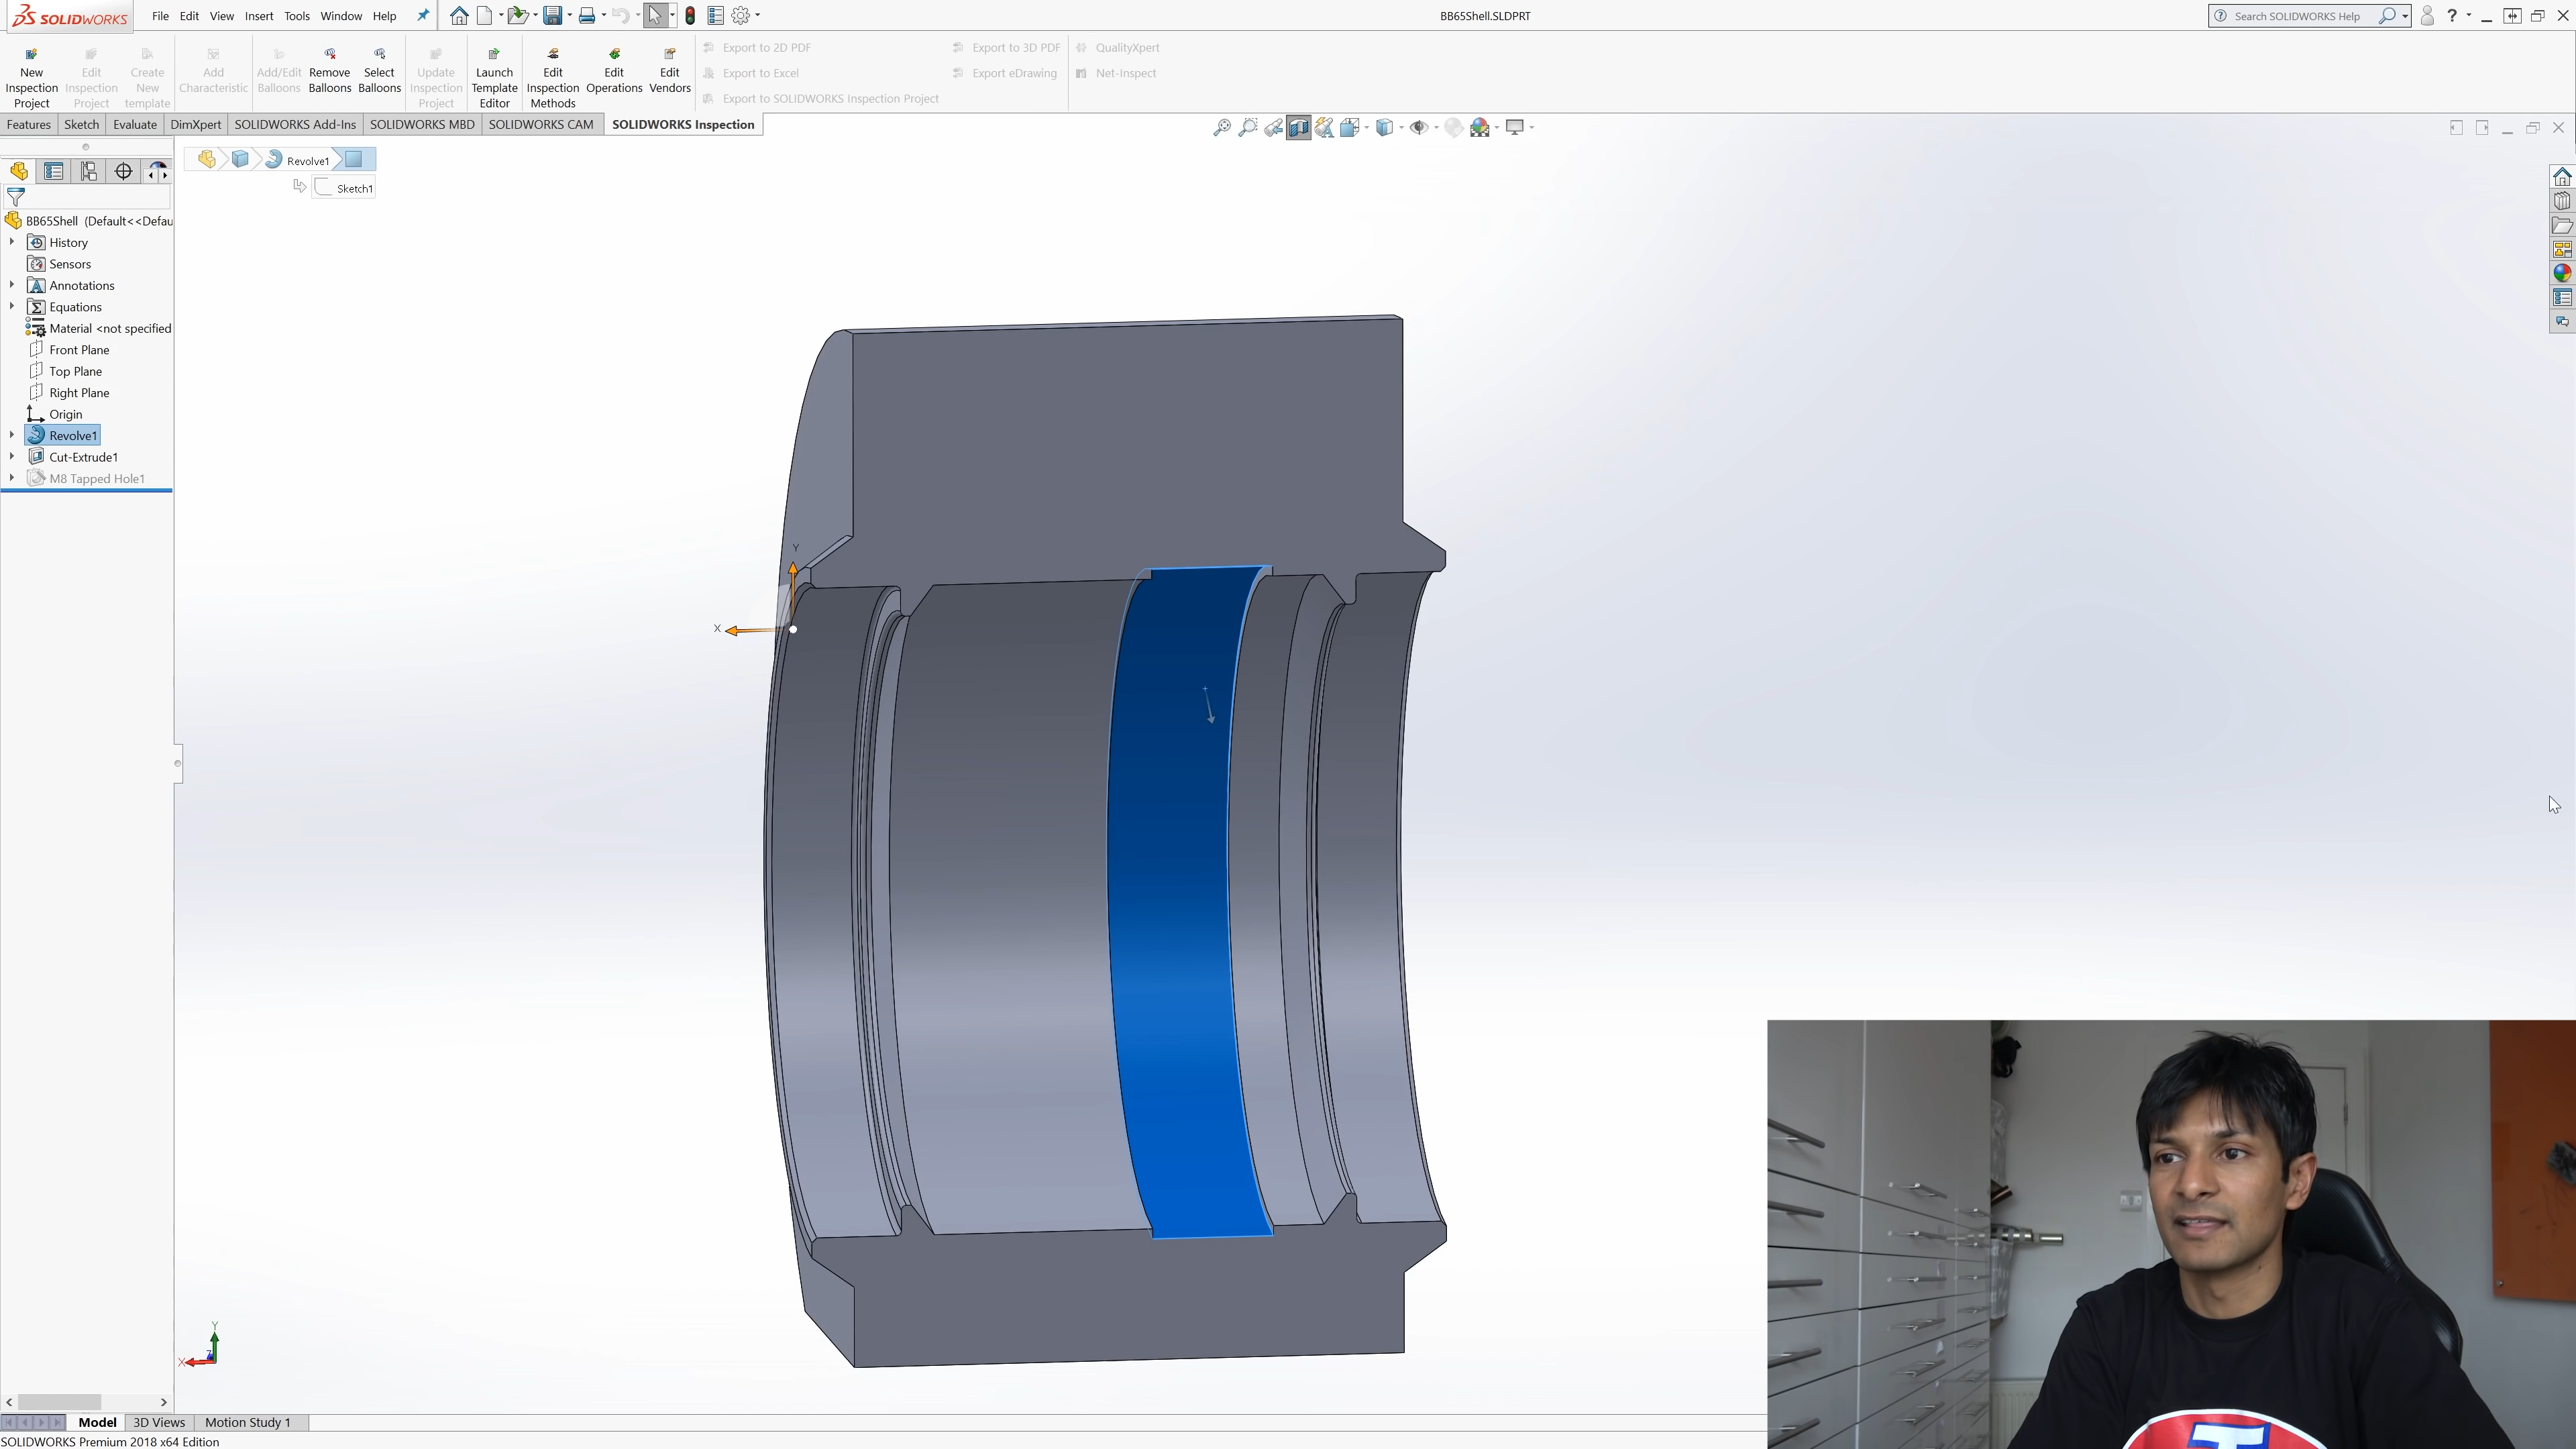 SOLIDWORKS File Edit View Insert Tools Window Help BB65Shell.SLDPRT Search SOLIDWORKS Help ?
New Inspection Project
Edit Inspection Project
Create New template
Add Characteristic
Add/Edit Balloons
Remove Balloons
Select Balloons
Update Inspection Project
Launch Template Editor
Edit Inspection Methods
Edit Operations
Edit Vendors
Export to 2D PDF
Export to Excel
Export to SOLIDWORKS Inspection Project
Export to 3D PDF
Export eDrawing
QualityXpert
Net-Inspect
Features Sketch Evaluate DimXpert SOLIDWORKS Add-Ins SOLIDWORKS MBD SOLIDWORKS CAM SOLIDWORKS Inspection
Revolve1
Sketch1
BB65Shell (Default<<Defau
History
Sensors
Annotations
Equations
Material <not specified
Front Plane
Top Plane
Right Plane
Origin
Revolve1
Cut-Extrude1
M8 Tapped Hole1
Y
X
Y
X
Z
Model 3D Views Motion Study 1
SOLIDWORKS Premium 2018 x64 Edition